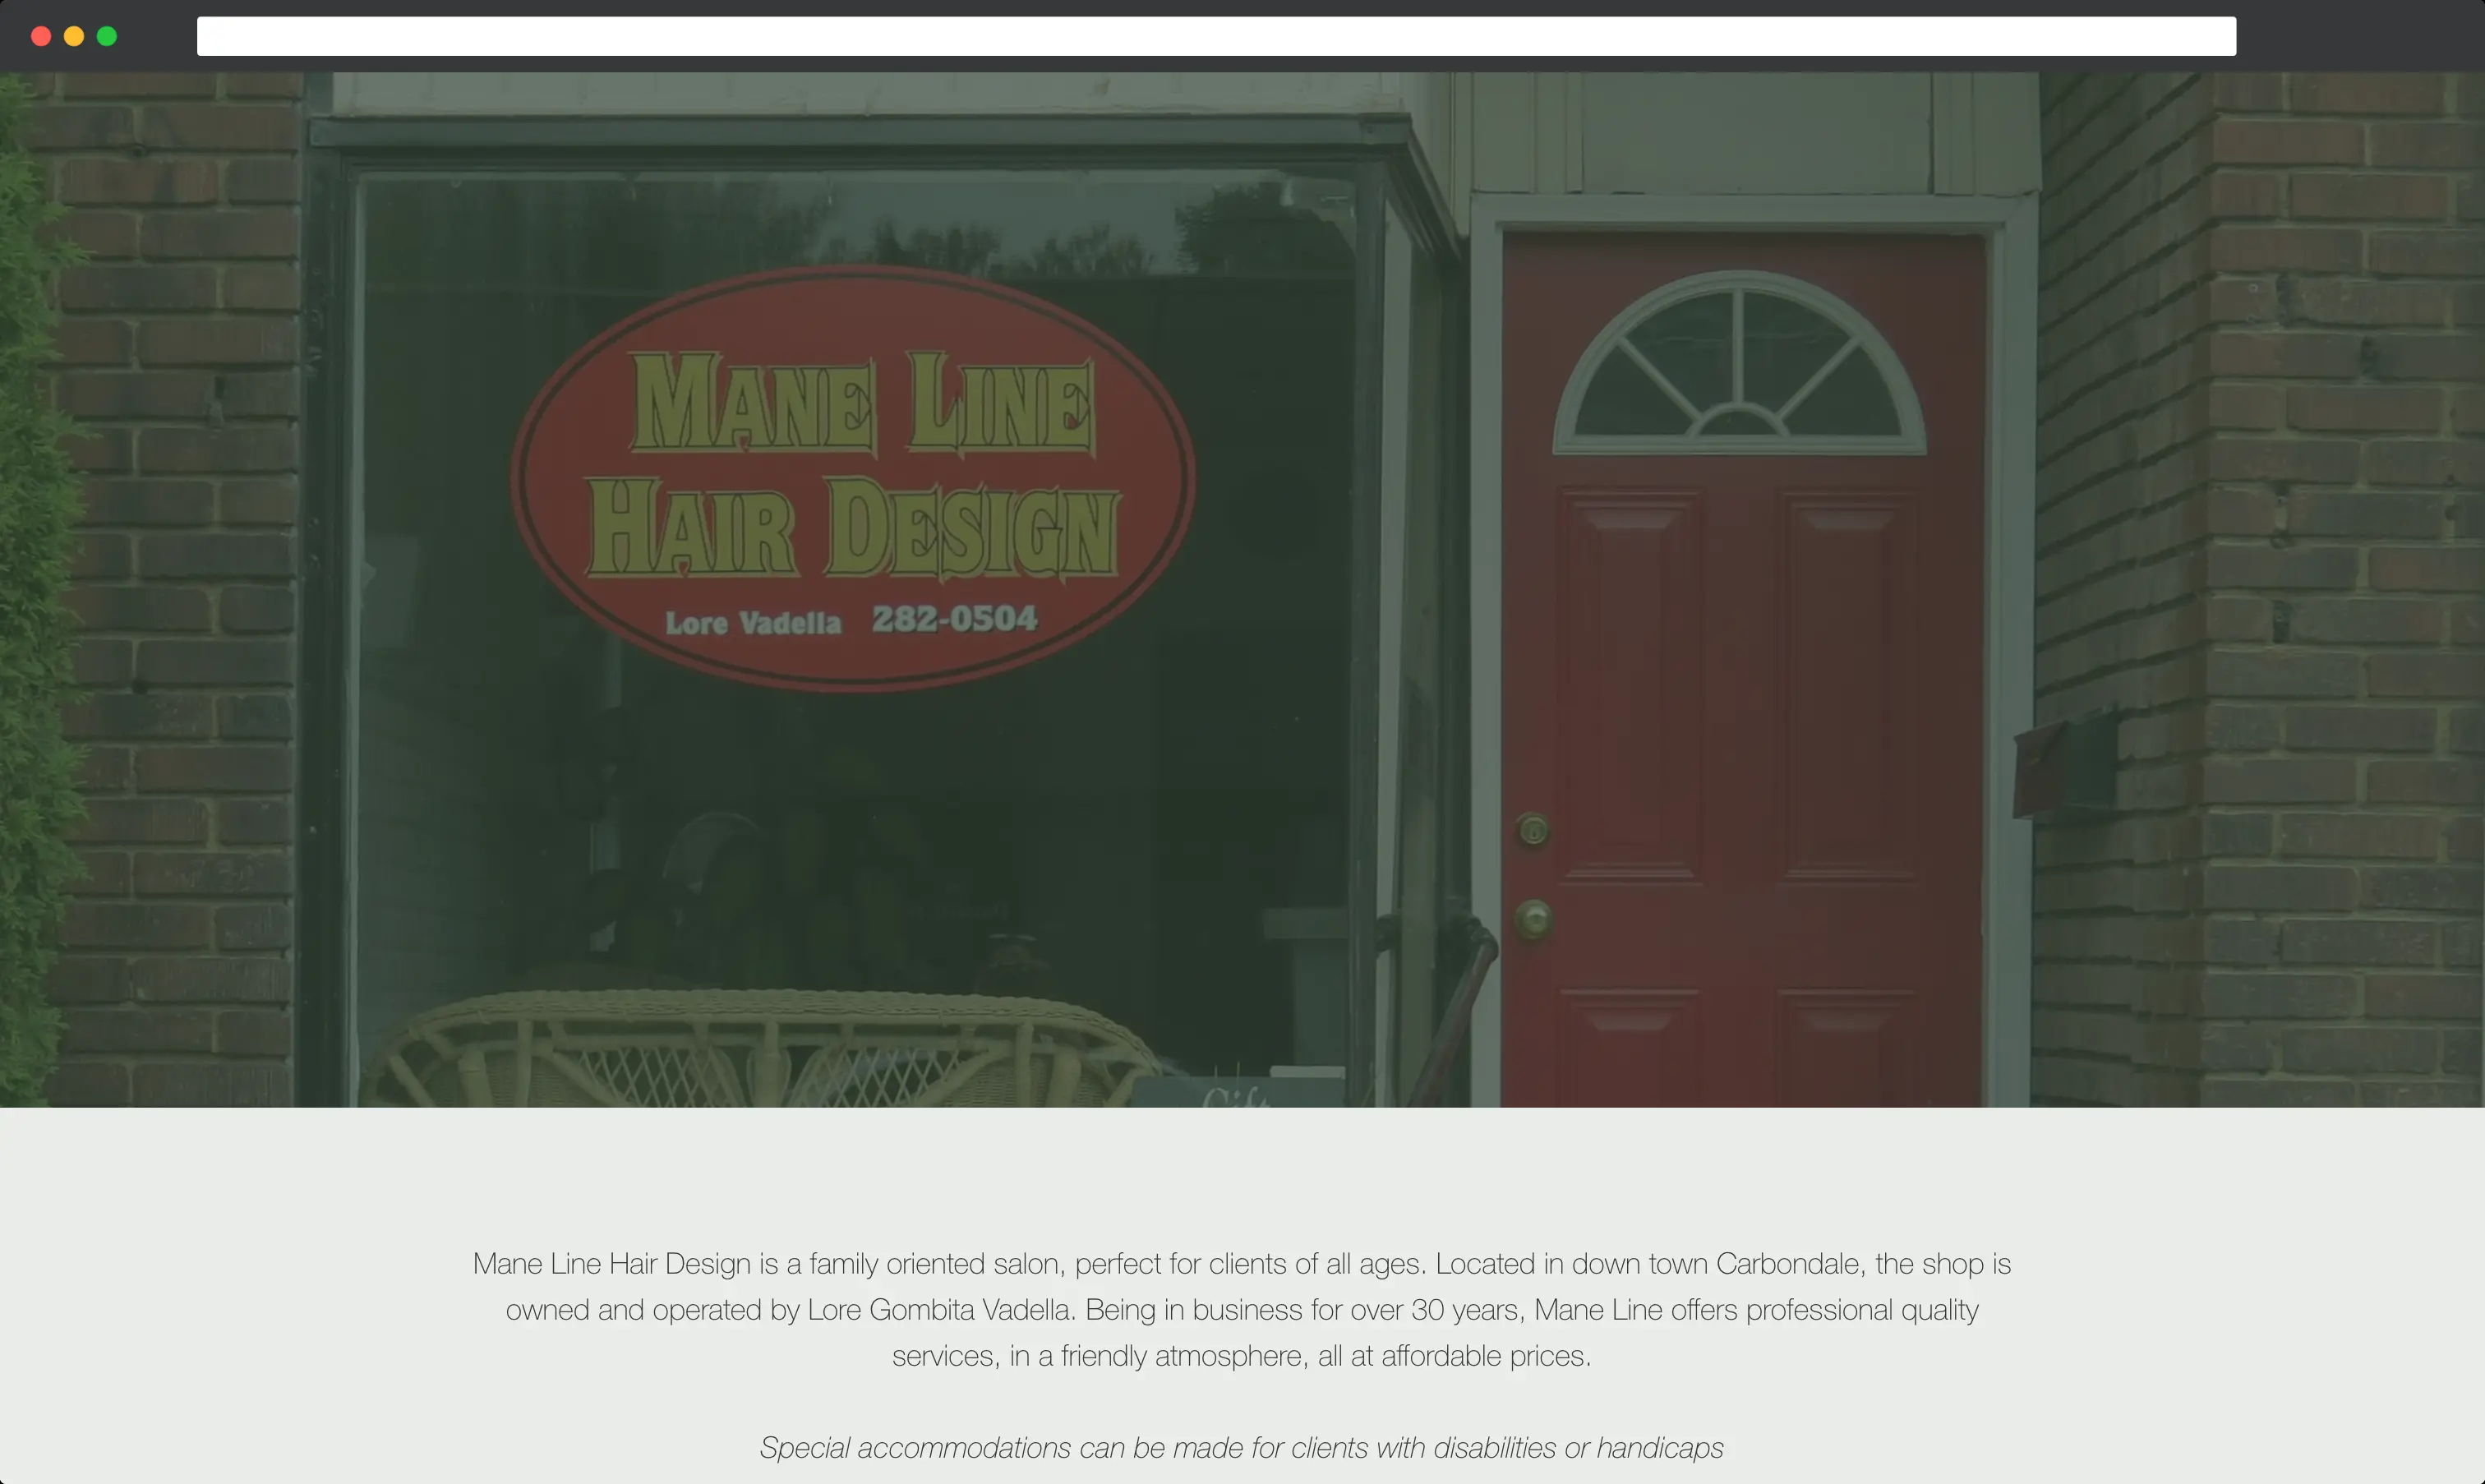 MANE LINE
HAIR DESIGN
Lore Vadella 282-0504
Gift
Mane Line Hair Design is a family oriented salon, perfect for clients of all ages. Located in down town Carbondale, the shop is
owned and operated by Lore Gombita Vadella. Being in business for over 30 years, Mane Line offers professional quality
services, in a friendly atmosphere, all at affordable prices.
Special accommodations can be made for clients with disabilities or handicaps